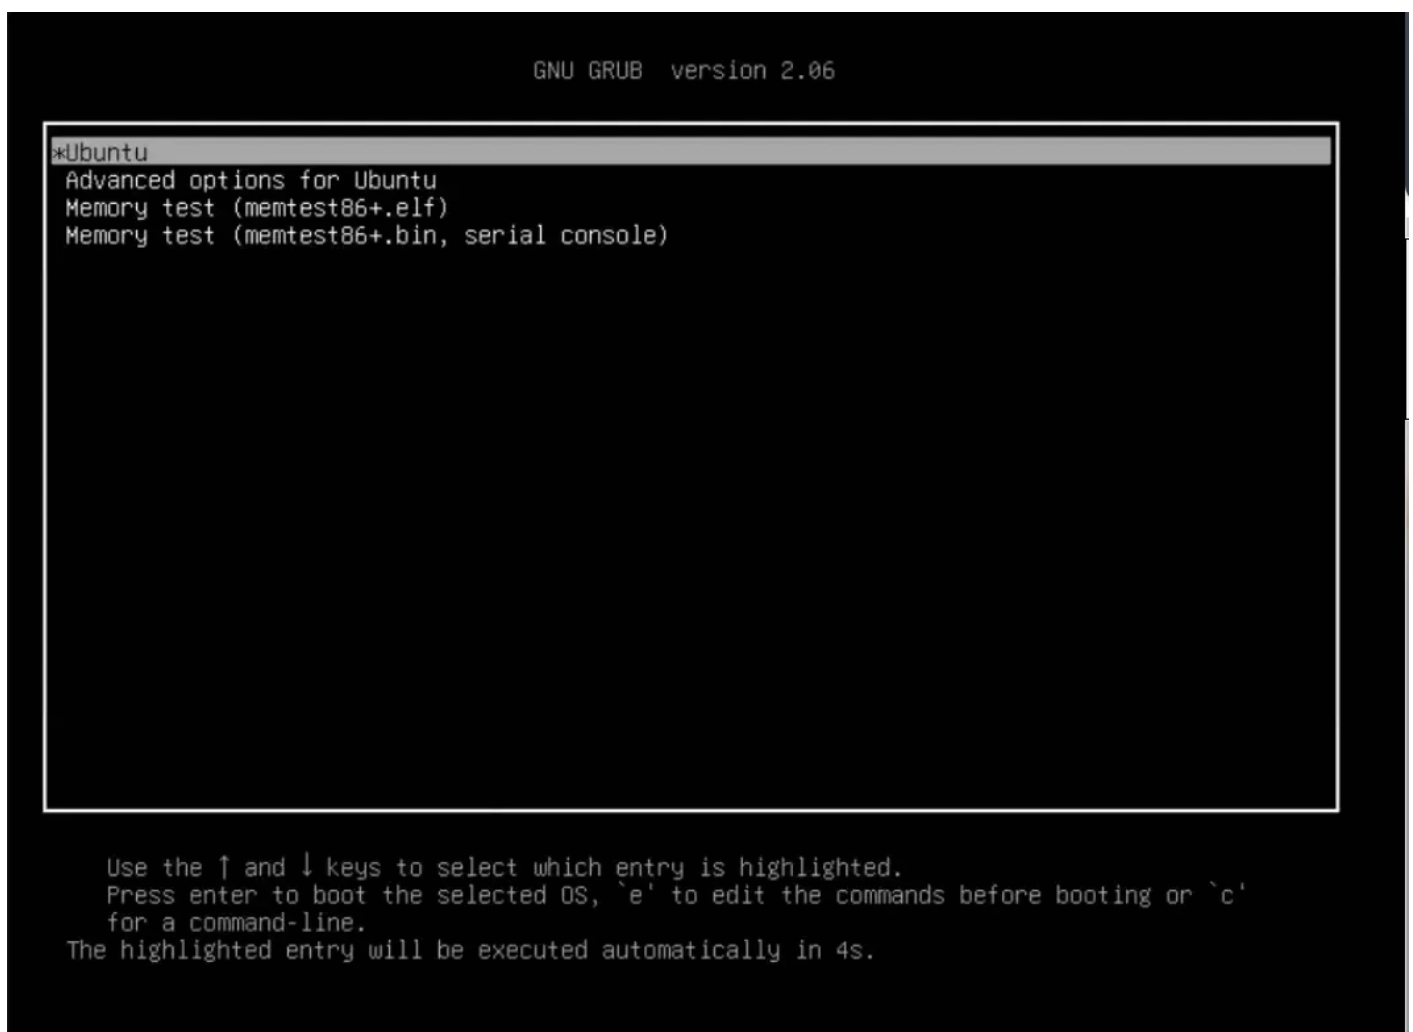 GNU GRUB  version 2.06
*Ubuntu
Advanced options for Ubuntu
Memory test (memtest86+.elf)
Memory test (memtest86+.bin, serial console)
Use the ↑ and ↓ keys to select which entry is highlighted.
Press enter to boot the selected OS, `e' to edit the commands before booting or `c'
for a command-line.
The highlighted entry will be executed automatically in 4s.